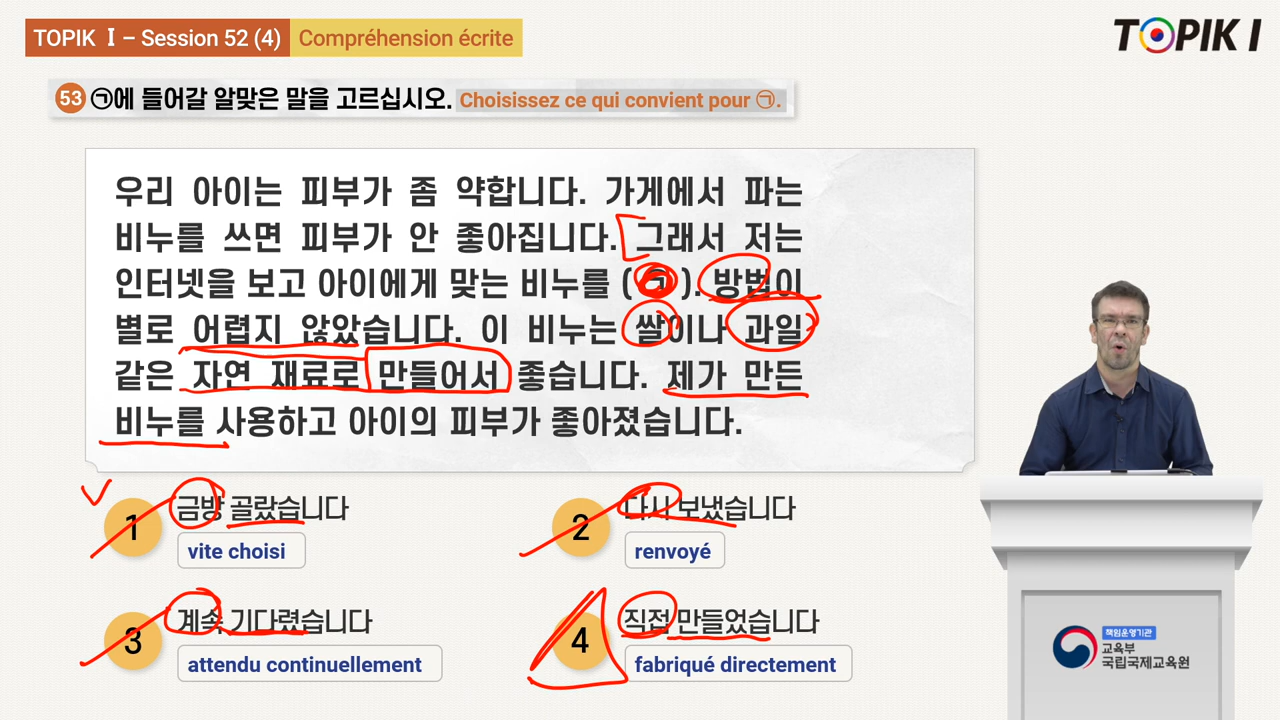 TOPIK I – Session 52 (4) Compréhension écrite
TOPIK I
53 ㉠에 들어갈 알맞은 말을 고르십시오. Choisissez ce qui convient pour ㉠.
우리 아이는 피부가 좀 약합니다. 가게에서 파는
비누를 쓰면 피부가 안 좋아집니다. 그래서 저는
인터넷을 보고 아이에게 맞는 비누를 ( ㉠ ). 방법이
별로 어렵지 않았습니다. 이 비누는 쌀이나 과일
같은 자연 재료로 만들어서 좋습니다. 제가 만든
비누를 사용하고 아이의 피부가 좋아졌습니다.
1 금방 골랐습니다
vite choisi
2 다시 보냈습니다
renvoyé
3 계속 기다렸습니다
attendu continuellement
4 직접 만들었습니다
fabriqué directement
책임운영기관
교육부
국립국제교육원